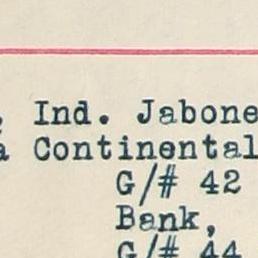 , Ind. Jabone
a Continental
G/# 42
Bank,
G/# 44